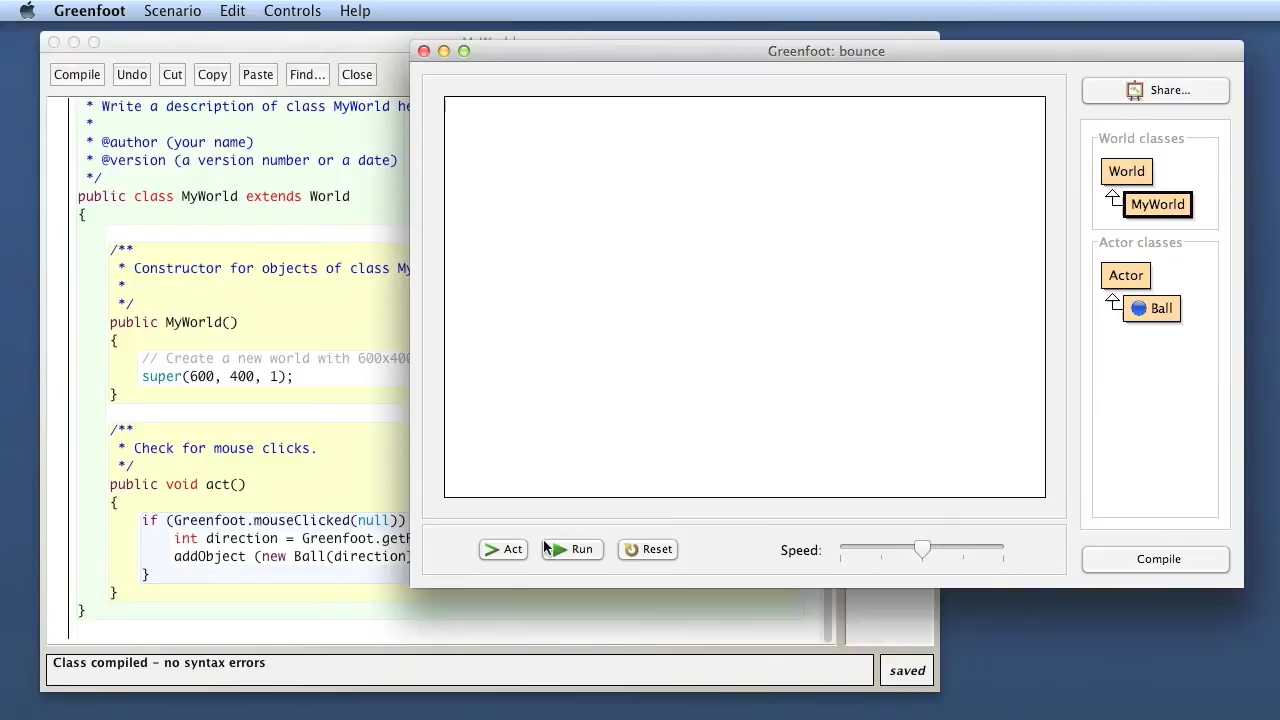 Greenfoot Scenario Edit Controls Help
Compile Undo Cut Copy Paste Find... Close
* Write a description of class MyWorld he
*
* @author (your name)
* @version (a version number or a date)
*/
public class MyWorld extends World
{
/**
* Constructor for objects of class My
*
*/
public MyWorld()
{
// Create a new world with 600x400
super(600, 400, 1);
}
/**
* Check for mouse clicks.
*/
public void act()
{
if (Greenfoot.mouseClicked(null))
int direction = Greenfoot.getR
addObject (new Ball(direction)
}
}
}
Class compiled - no syntax errors
saved
Greenfoot: bounce
Share...
World classes
World
MyWorld
Actor classes
Actor
Ball
Act Run Reset
Speed:
Compile